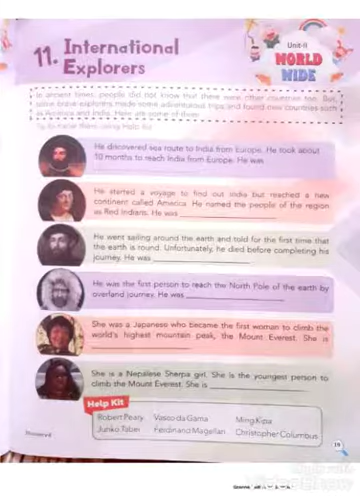 11. International
Explorers
Unit-II
WORLD
WIDE
In ancient times, people did not know that there were other countries too. But,
some brave explorers made some adventurous trips and found new countries such
as America and India. Here are some of them.
Try to name them using Help Kit
He discovered sea route to India from Europe. He took about
10 months to reach India from Europe. He was
He started a voyage to find out India but reached a new
continent called America. He named the people of the region
as Red Indians. He was
He went sailing around the earth and told for the first time that
the earth is round. Unfortunately, he died before completing his
journey. He was
He was the first person to reach the North Pole of the earth by
overland journey. He was
She was a Japanese who became the first woman to climb the
world's highest mountain peak, the Mount Everest. She is
She is a Nepalese Sherpa girl. She is the youngest person to
climb the Mount Everest. She is
Help Kit
Robert Peary Vasco da Gama Ming Kipa
Junko Tabei Ferdinand Magellan Christopher Columbus
Discovered
19